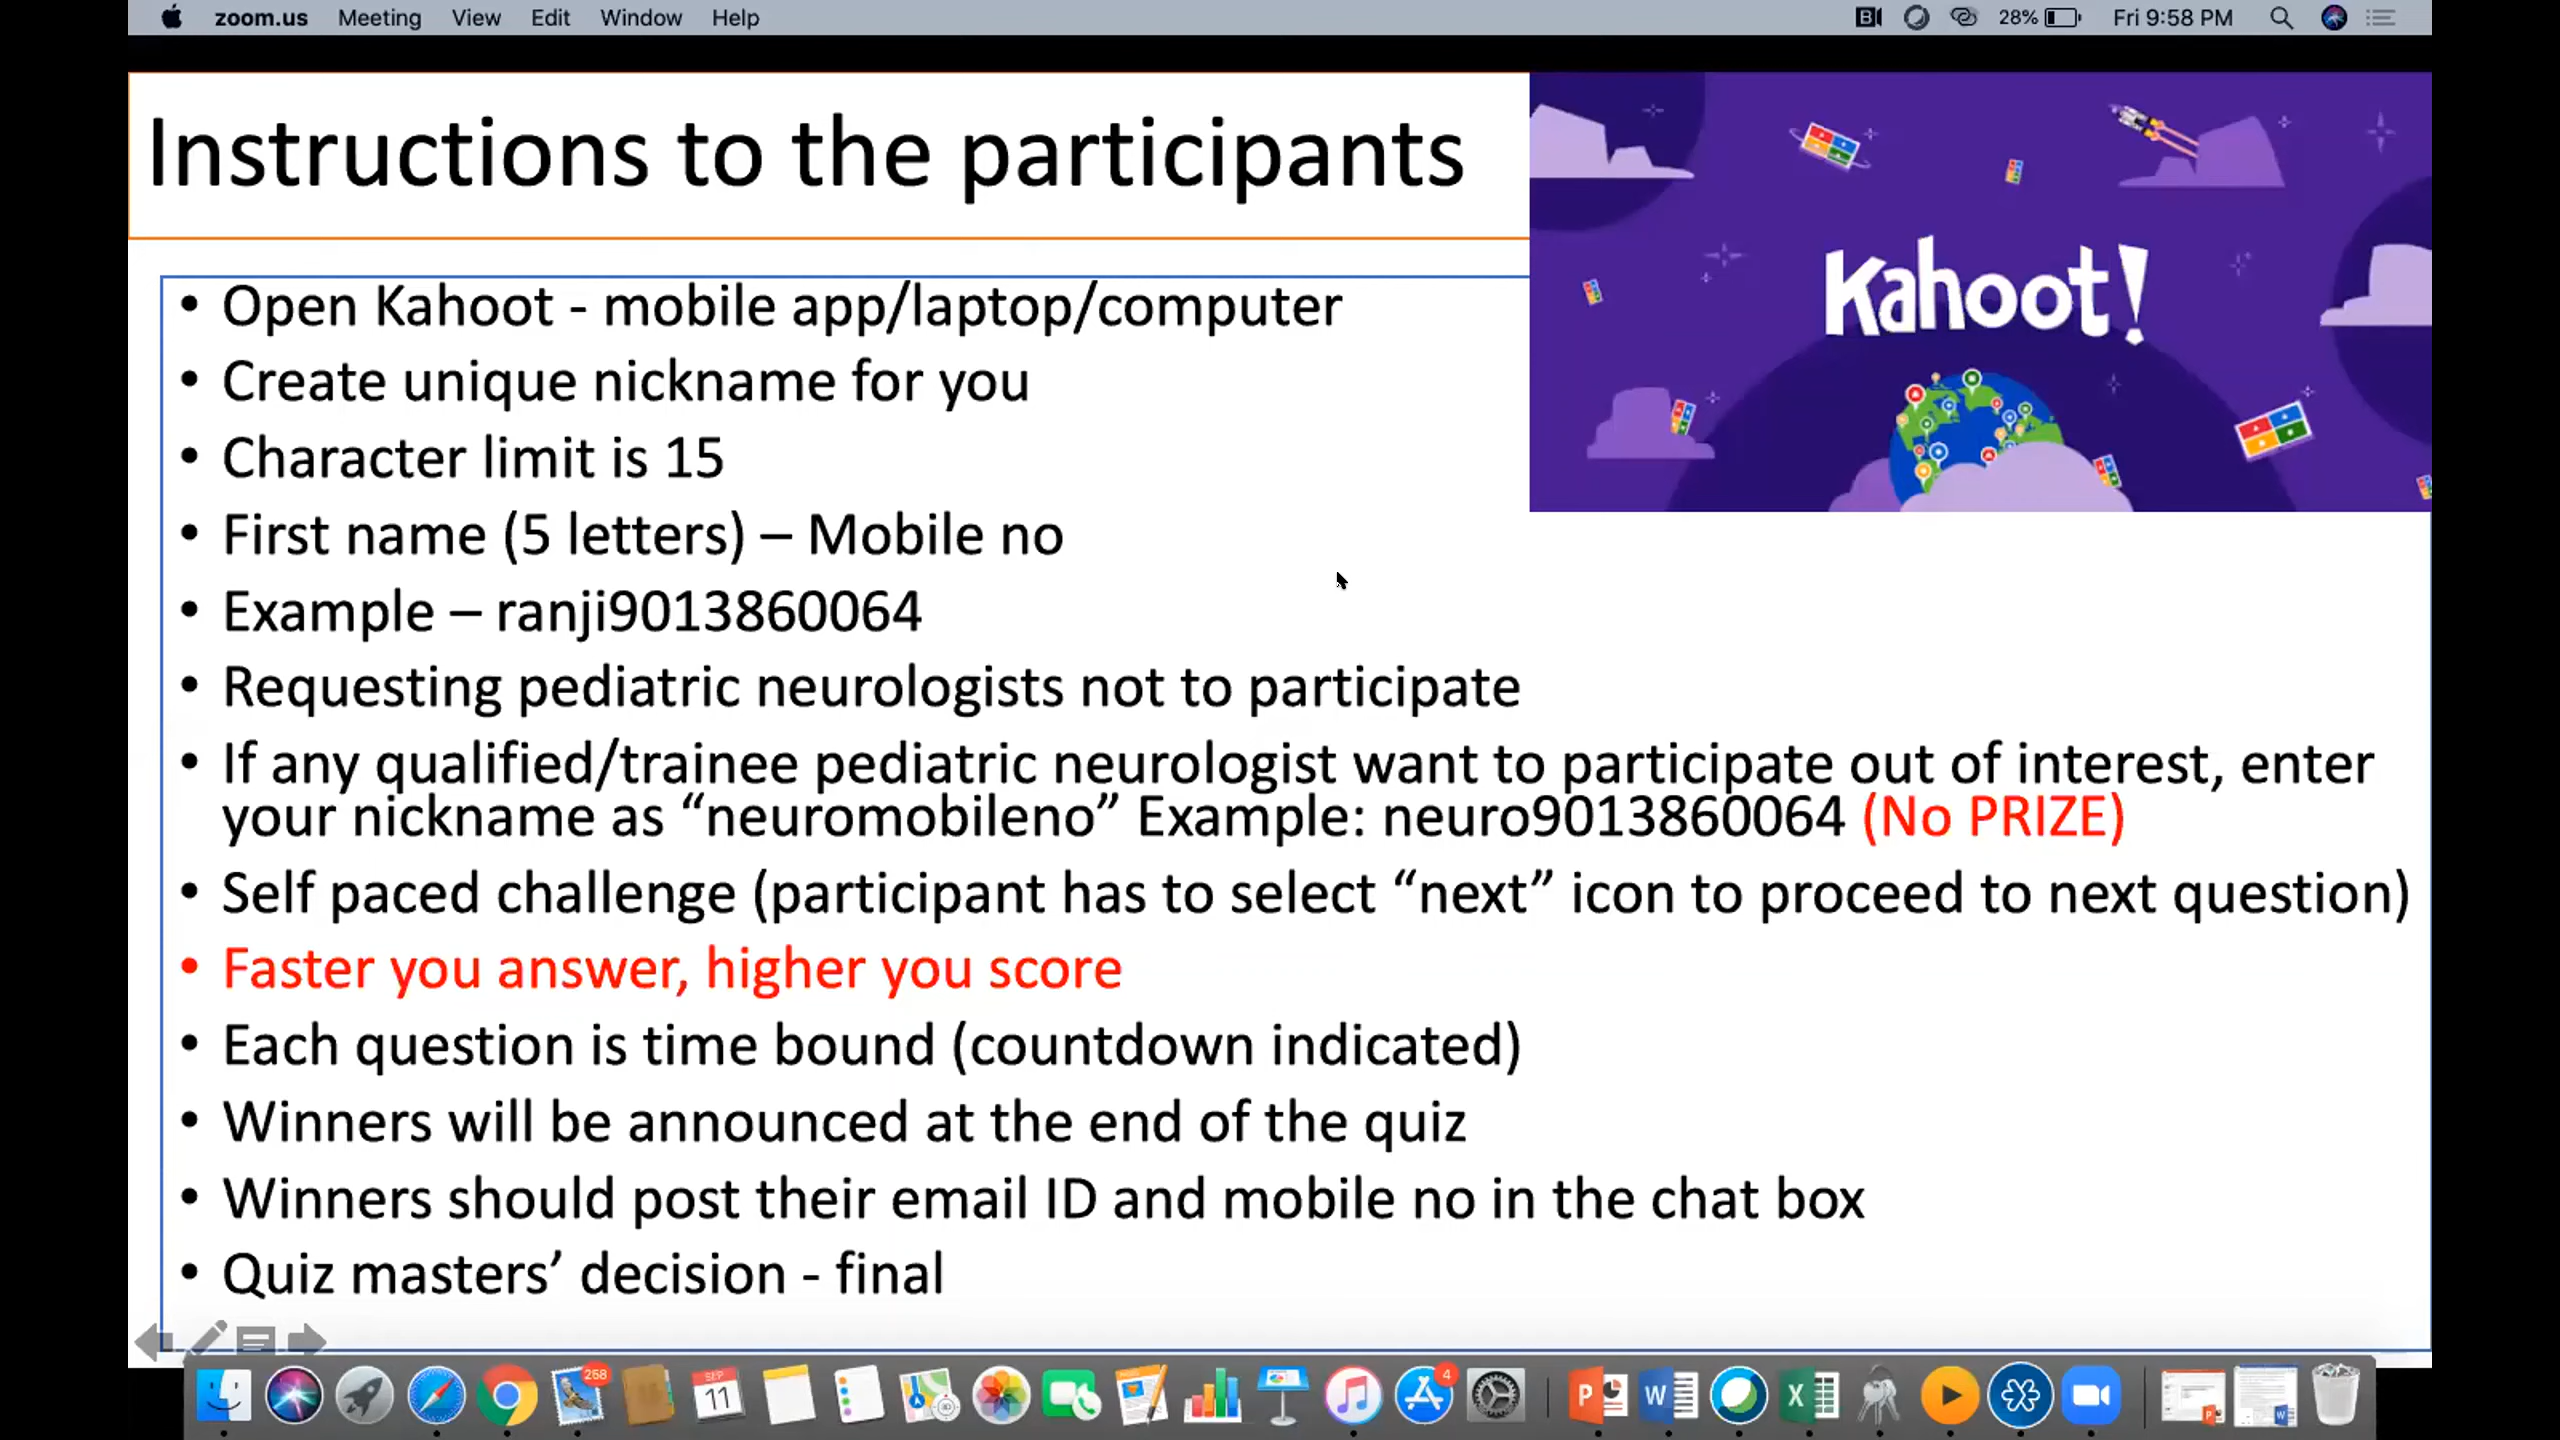 zoom.us Meeting View Edit Window Help 28% Fri 9:58 PM
Instructions to the participants
Kahoot!
• Open Kahoot - mobile app/laptop/computer
• Create unique nickname for you
• Character limit is 15
• First name (5 letters) – Mobile no
• Example – ranji9013860064
• Requesting pediatric neurologists not to participate
• If any qualified/trainee pediatric neurologist want to participate out of interest, enter
your nickname as “neuromobileno” Example: neuro9013860064 (No PRIZE)
• Self paced challenge (participant has to select “next” icon to proceed to next question)
• Faster you answer, higher you score
• Each question is time bound (countdown indicated)
• Winners will be announced at the end of the quiz
• Winners should post their email ID and mobile no in the chat box
• Quiz masters’ decision - final
268
SEP
11
4
P
W
X